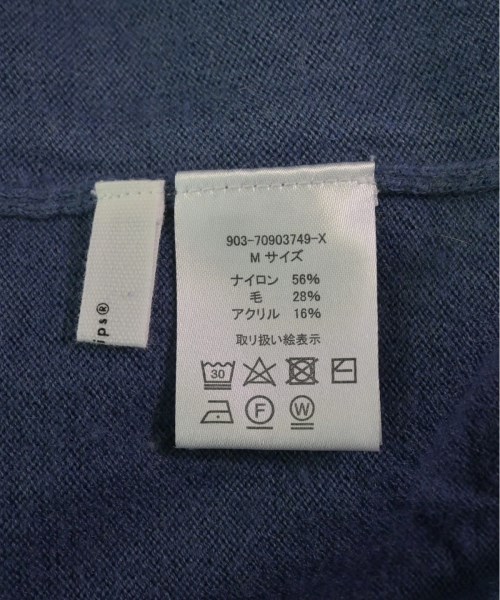 903-70903749-X
M サイズ
ナイロン 56%
毛 28%
アクリル 16%
取り扱い絵表示
30
F W
ips®